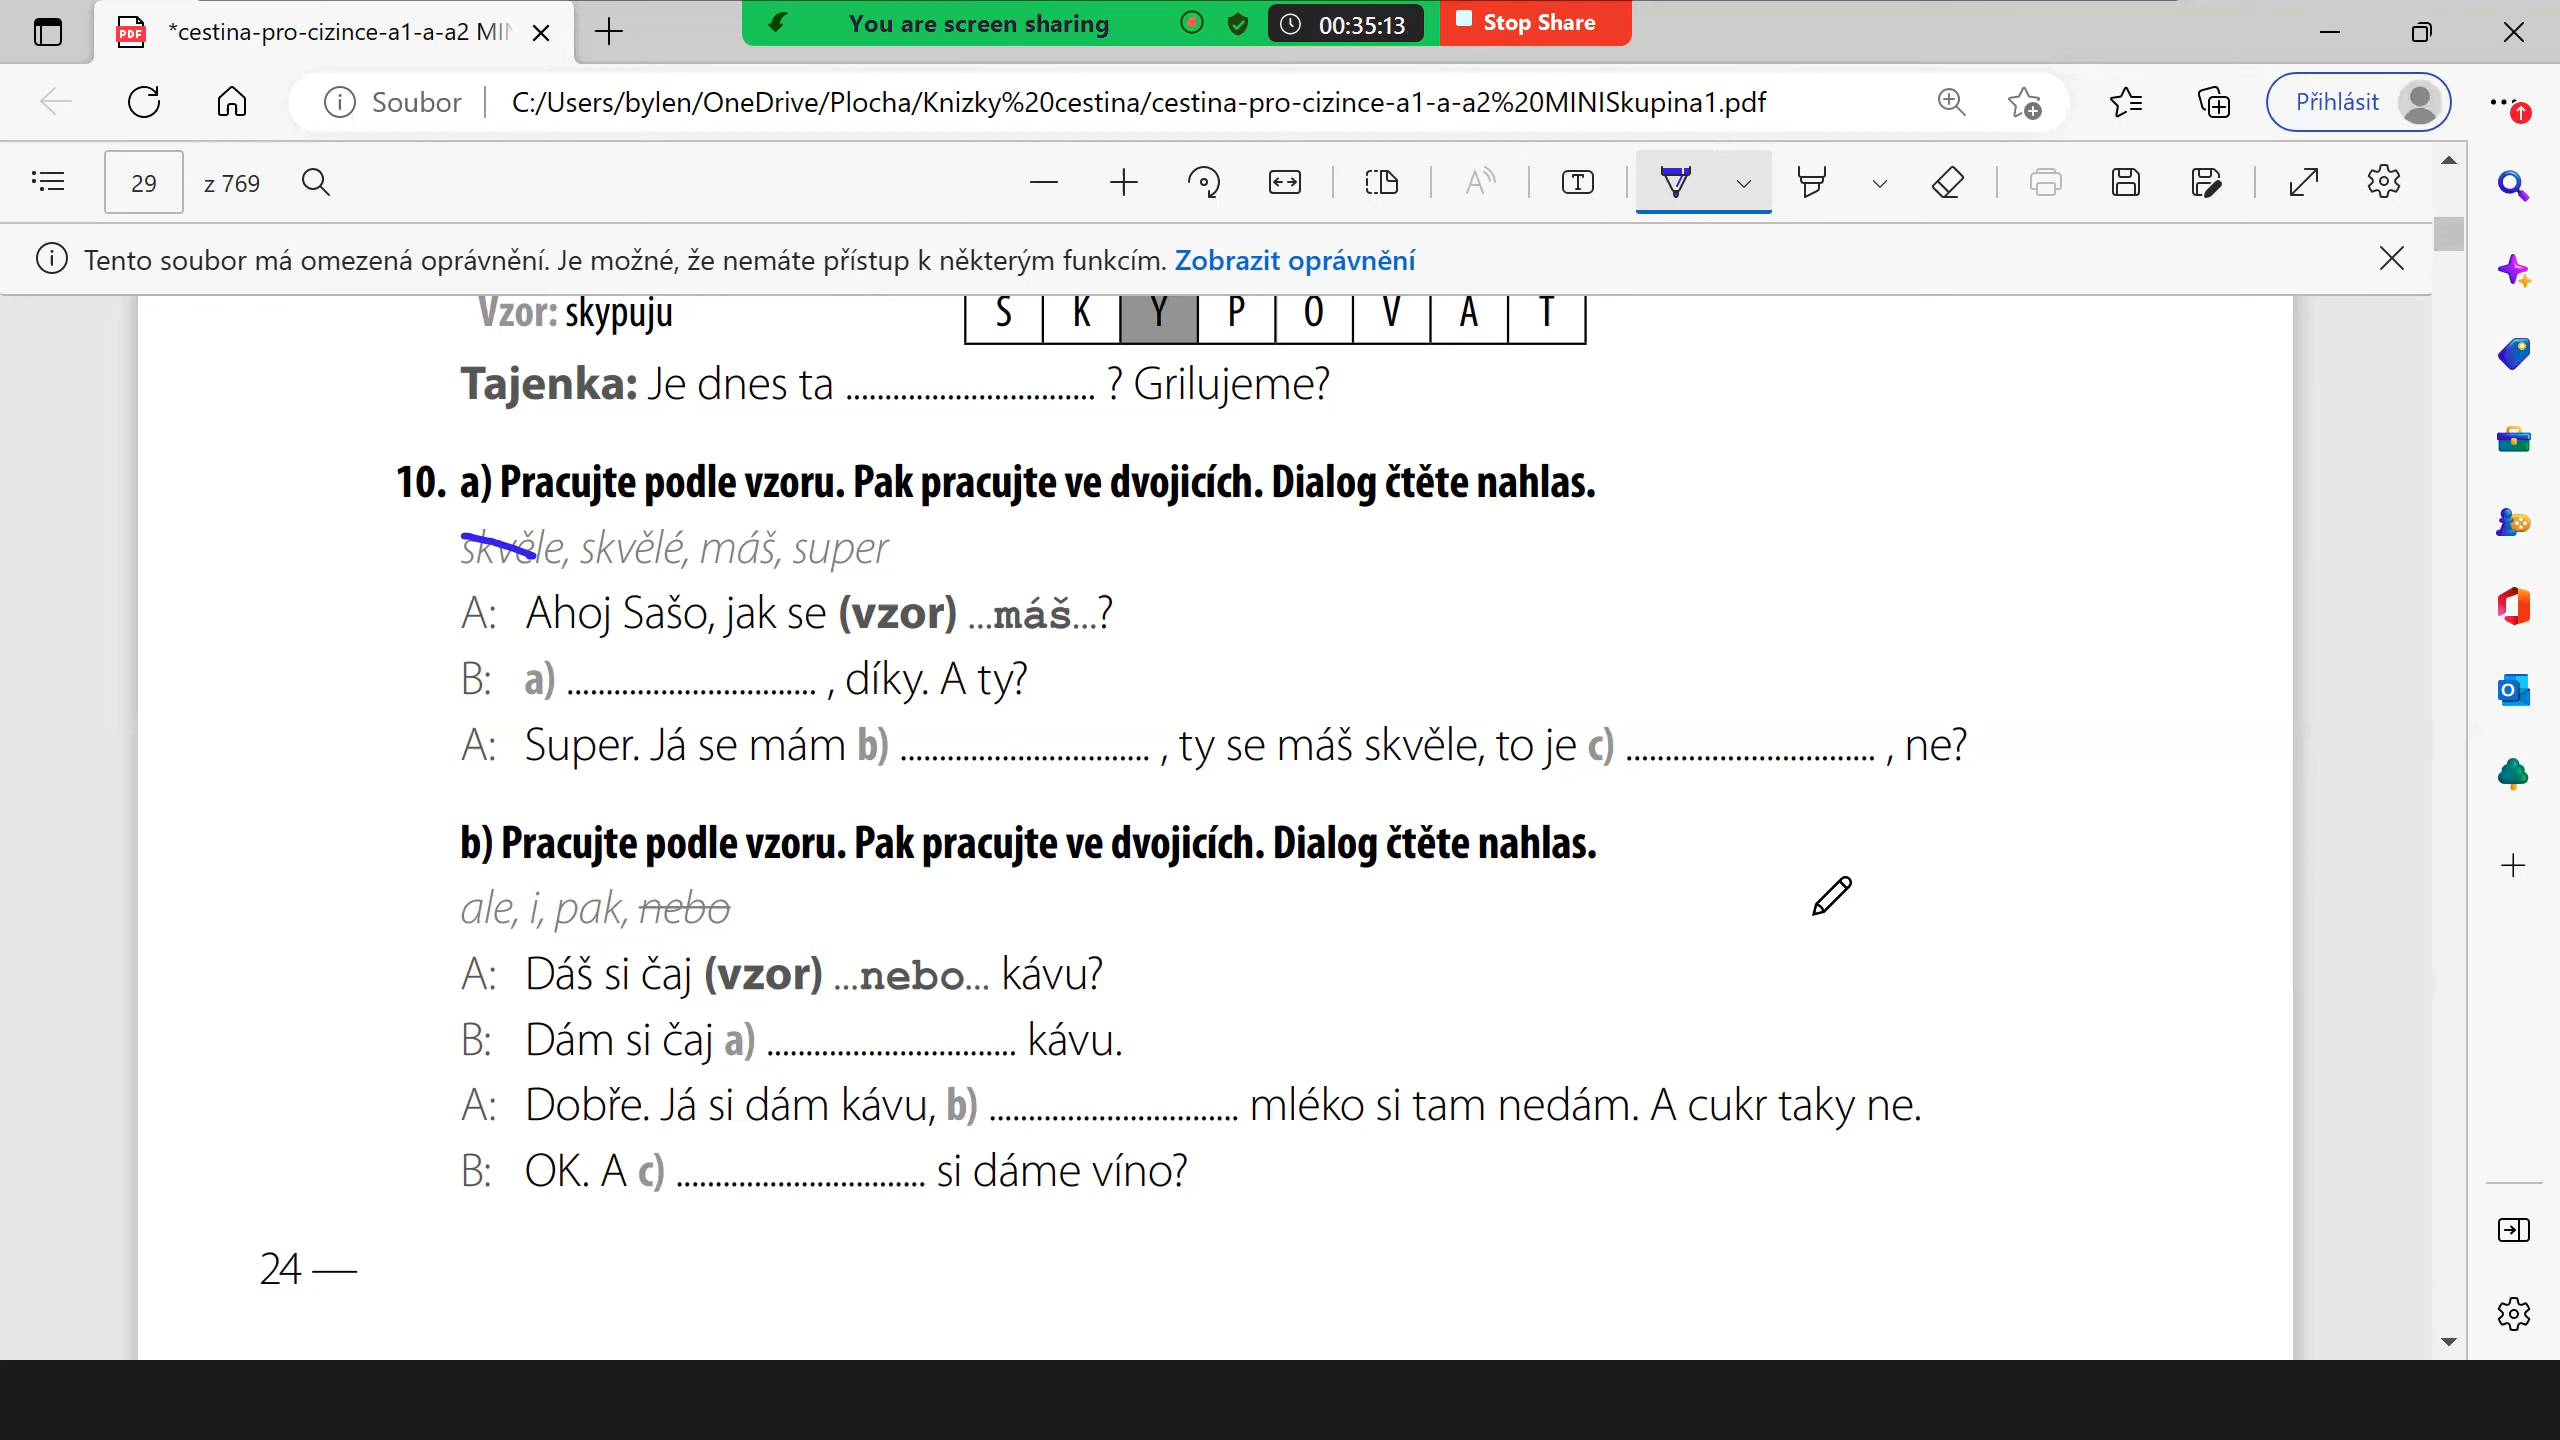 *cestina-pro-cizince-a1-a-a2 MIN
You are screen sharing
00:35:13
Stop Share
Soubor
C:/Users/bylen/OneDrive/Plocha/Knizky%20cestina/cestina-pro-cizince-a1-a-a2%20MINISkupina1.pdf
Přihlásit
29 z 769
Tento soubor má omezená oprávnění. Je možné, že nemáte přístup k některým funkcím. Zobrazit oprávnění
Vzor: skypuju
S K Y P O V A T
Tajenka: Je dnes ta ................................ ? Grilujeme?
10. a) Pracujte podle vzoru. Pak pracujte ve dvojicích. Dialog čtěte nahlas.
skvěle, skvělé, máš, super
A: Ahoj Sašo, jak se (vzor) ...máš...?
B: a) ................................ , díky. A ty?
A: Super. Já se mám b) ................................ , ty se máš skvěle, to je c) ................................ , ne?
b) Pracujte podle vzoru. Pak pracujte ve dvojicích. Dialog čtěte nahlas.
ale, i, pak, nebo
A: Dáš si čaj (vzor) ...nebo... kávu?
B: Dám si čaj a) ................................ kávu.
A: Dobře. Já si dám kávu, b) ................................ mléko si tam nedám. A cukr taky ne.
B: OK. A c) ................................ si dáme víno?
24 —